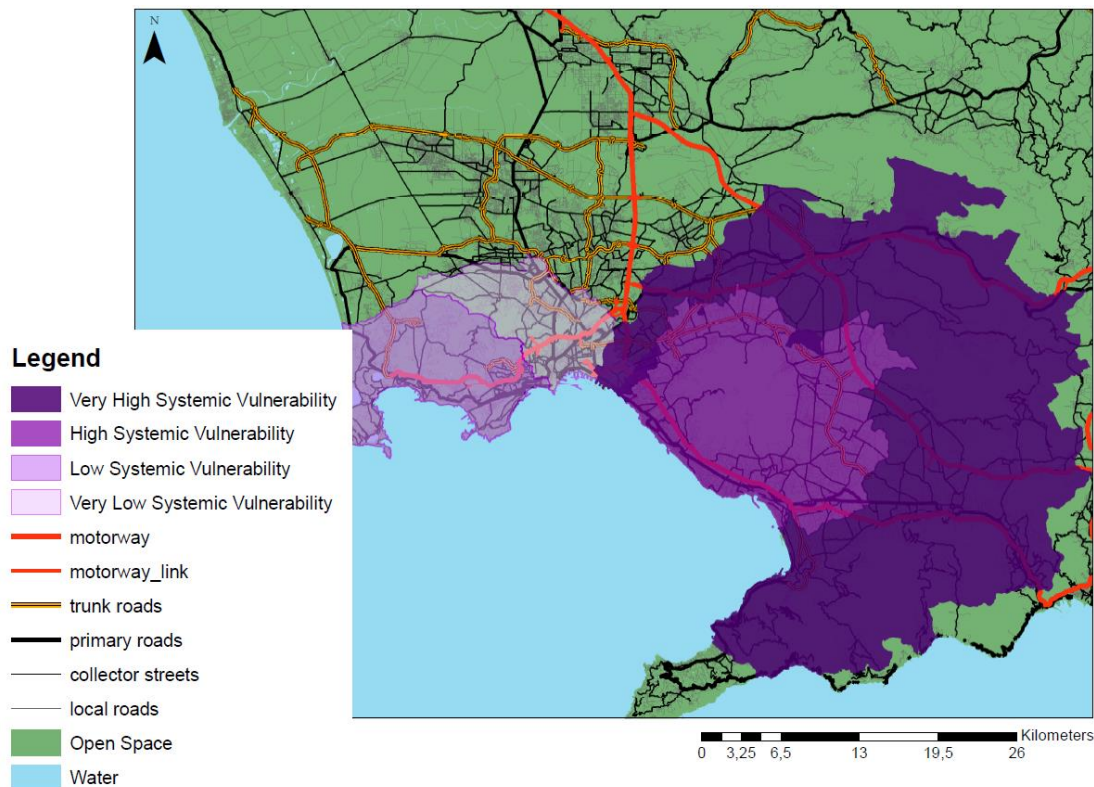 N
Legend
Very High Systemic Vulnerability
High Systemic Vulnerability
Low Systemic Vulnerability
Very Low Systemic Vulnerability
motorway
motorway_link
trunk roads
primary roads
collector streets
local roads
Open Space
Water
Kilometers
0 3,25 6,5 13 19,5 26